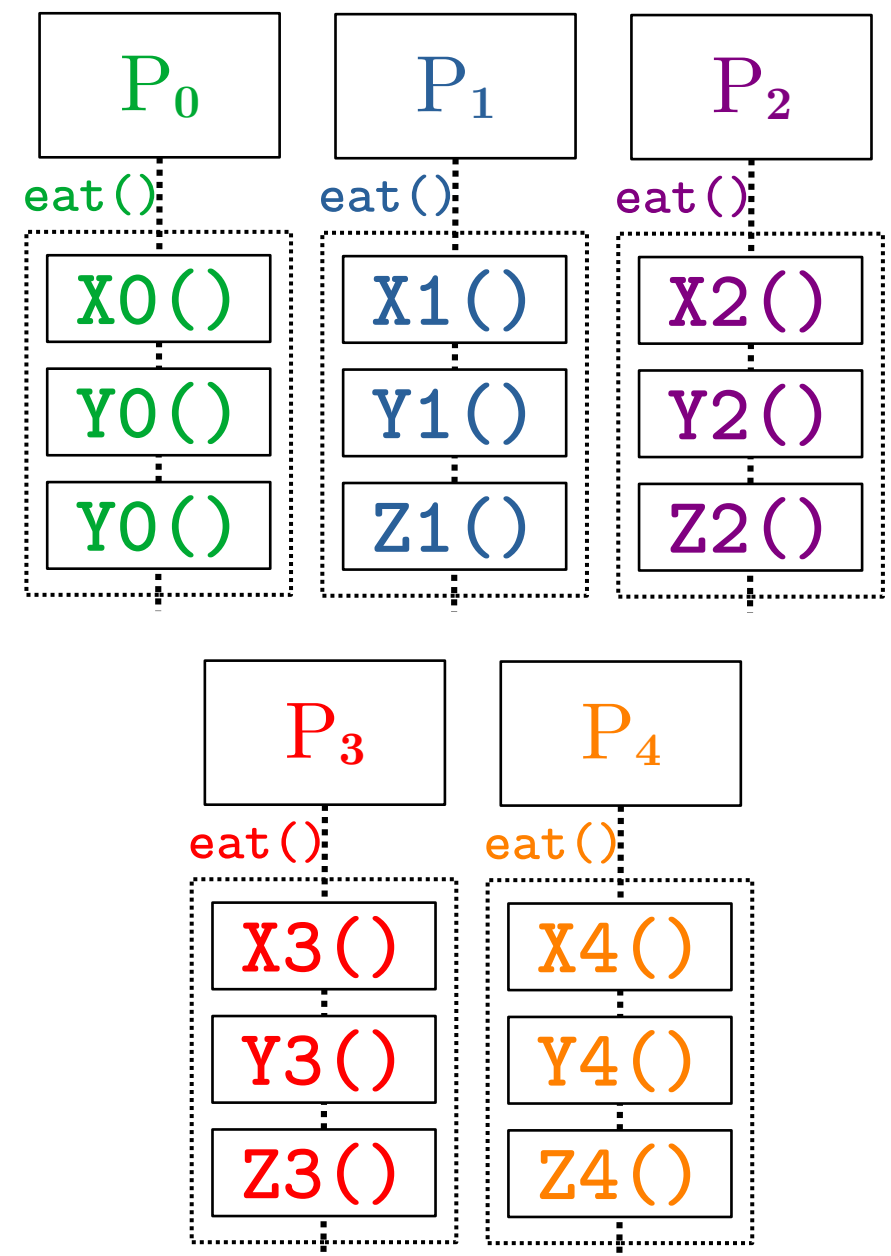 P₀ P₁ P₂
eat() eat() eat()
X0() X1() X2()
Y0() Y1() Y2()
Y0() Z1() Z2()
P₃ P₄
eat() eat()
X3() X4()
Y3() Y4()
Z3() Z4()